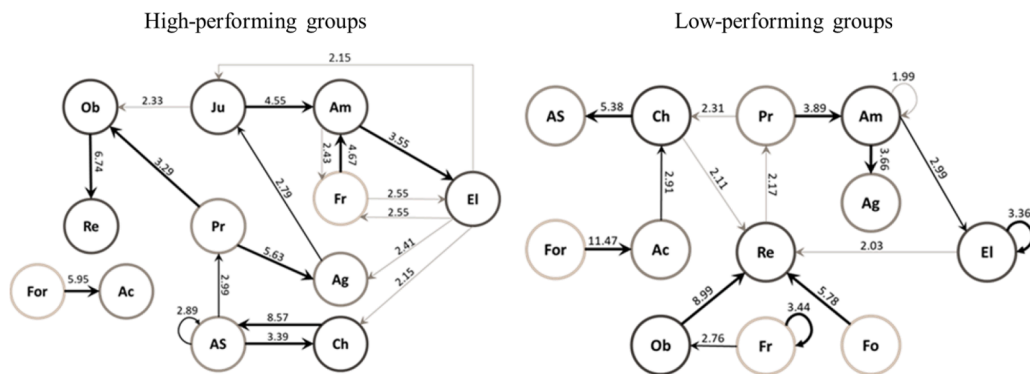 High-performing groups
Low-performing groups
2.15
Ob
2.33
Ju
4.55
Am
3.55
6.74
3.29
2.43
4.67
2.79
Fr
2.55
2.55
El
Re
Pr
2.41
2.15
5.63
For
5.95
Ac
2.99
Ag
2.89
AS
8.57
3.39
Ch
1.99
AS
5.38
Ch
2.31
Pr
3.89
Am
3.66
2.99
2.91
2.11
2.17
Ag
For
11.47
Ac
Re
2.03
El
3.36
8.99
5.78
3.44
Ob
2.76
Fr
Fo